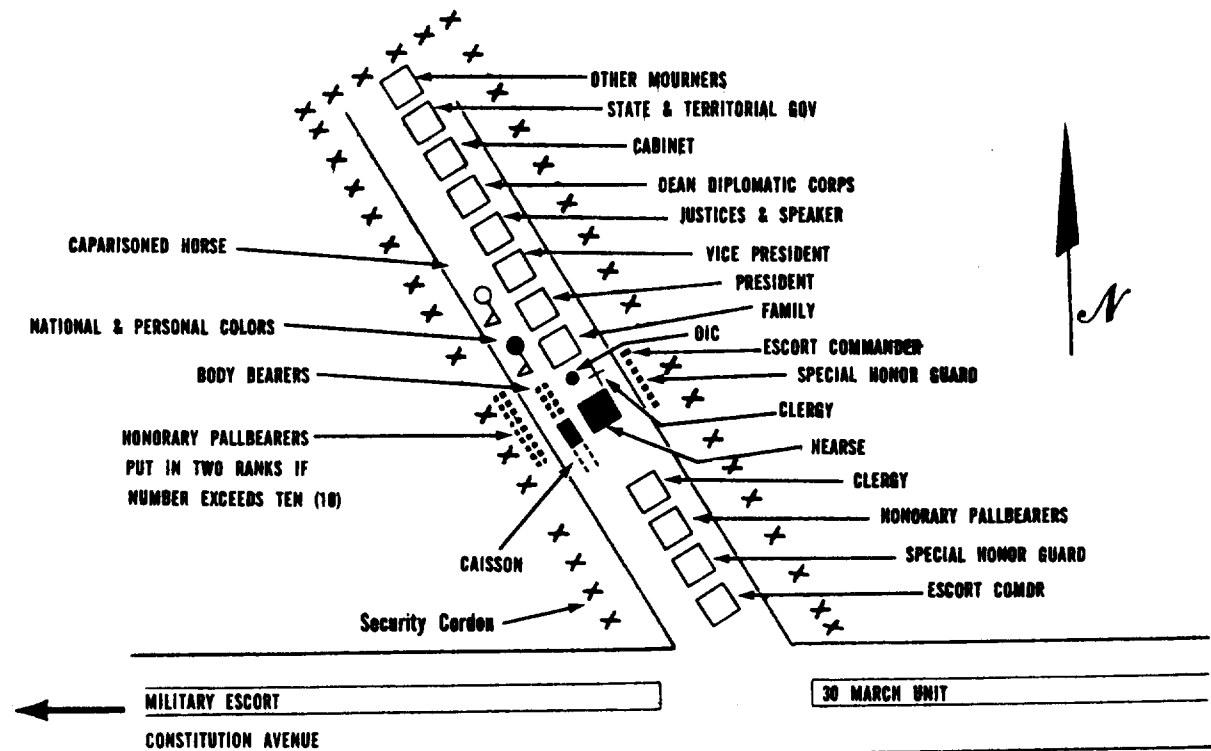 OTHER MOURNERS
STATE & TERRITORIAL GOV
CABINET
DEAN DIPLOMATIC CORPS
JUSTICES & SPEAKER
CAPARISONED HORSE
VICE PRESIDENT
PRESIDENT
FAMILY
N
NATIONAL & PERSONAL COLORS
OIC
ESCORT COMMANDER
BODY BEARERS
SPECIAL HONOR GUARD
CLERGY
HONORARY PALLBEARERS
PUT IN TWO RANKS IF
NUMBER EXCEEDS TEN (10)
HEARSE
CLERGY
HONORARY PALLBEARERS
CAISSON
SPECIAL HONOR GUARD
ESCORT COMDR
Security Cordon
MILITARY ESCORT
30 MARCH UNIT
CONSTITUTION AVENUE